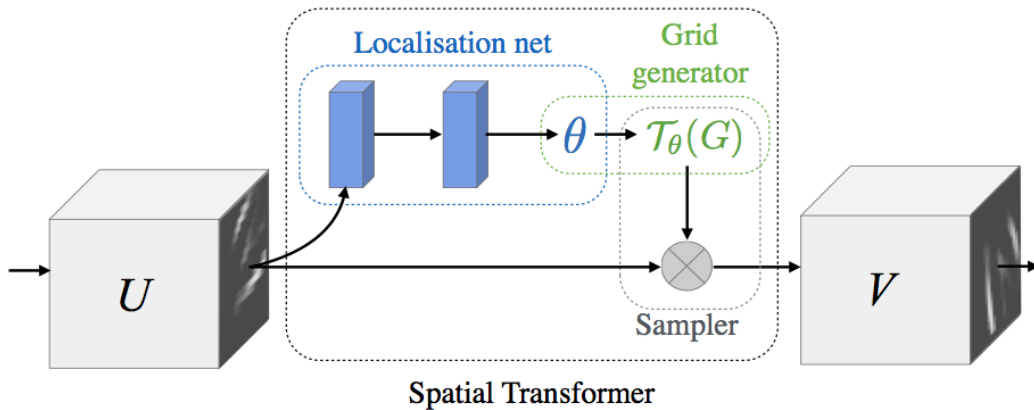 Localisation net
Grid
generator
θ
𝒯θ(G)
U
V
Sampler
Spatial Transformer